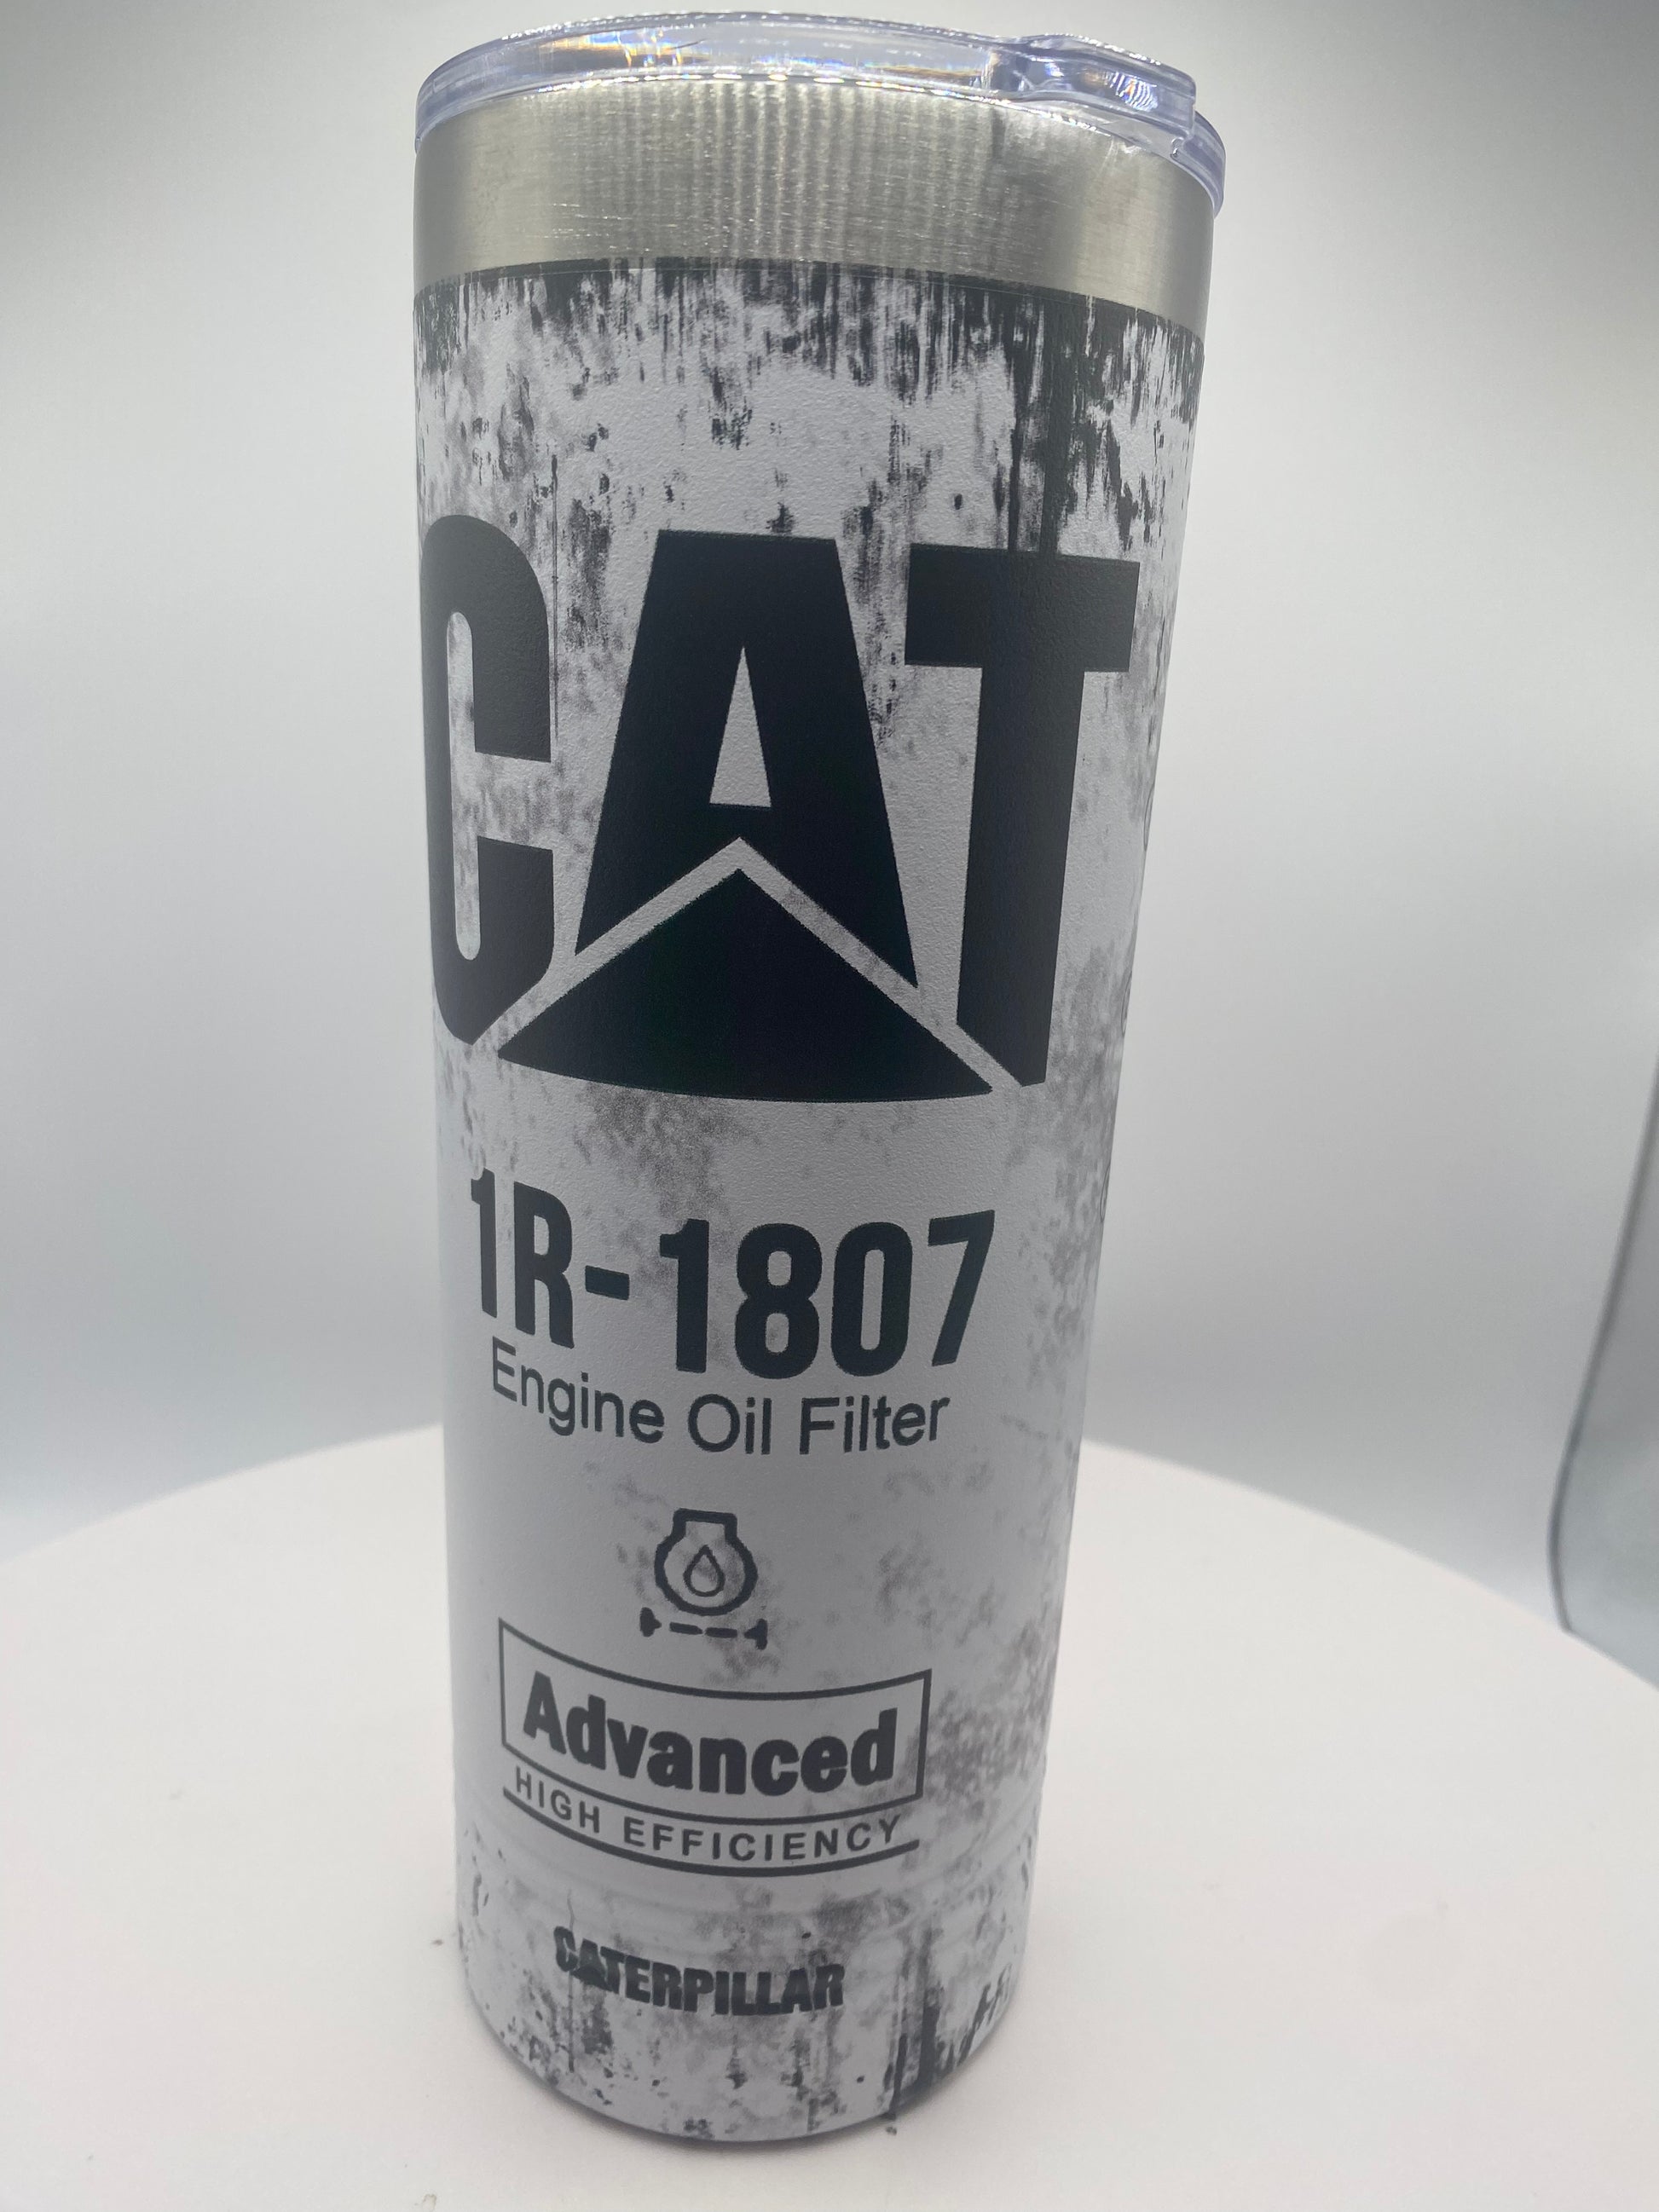 CAT
1R-1807
Engine Oil Filter
Advanced
HIGH EFFICIENCY
CATERPILLAR